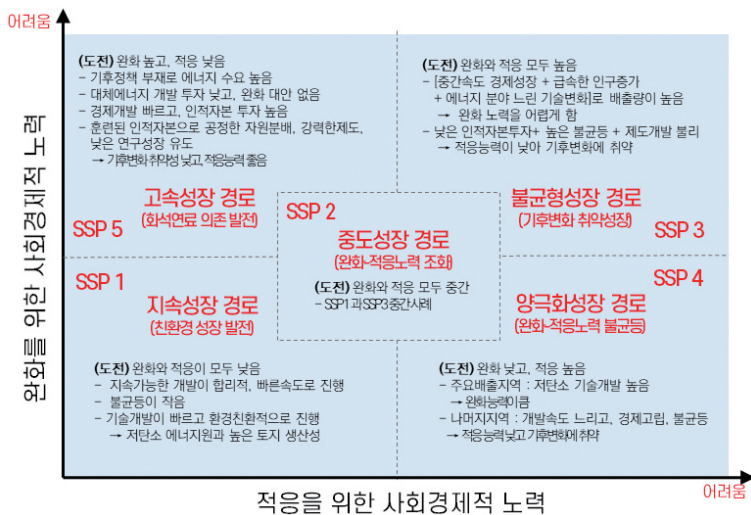 어려움
완화를 위한 사회경제적 노력
(도전) 완화 높고, 적응 낮음
- 기후정책 부재로 에너지 수요 높음
- 대체에너지 개발 투자 낮고, 완화 대안 없음
- 경제개발 빠르고, 인적자본 투자 높음
- 훈련된 인적자본으로 공정한 자원분배, 강력한제도,
낮은 연구성장 유도
→ 기후변화 취약성 낮고, 적응능력 좋음
고속성장 경로
(화석연료 의존 발전)
SSP 5
(도전) 완화와 적응 모두 높음
- [중간속도 경제성장 + 급속한 인구증가
+ 에너지 분야 느린 기술변화]로 배출량이 높음
→ 완화 노력을 어렵게 함
- 낮은 인적자본투자+ 높은 불균등 + 제도개발 불리
→ 적응능력이 낮아 기후변화에 취약
불균형성장 경로
(기후변화 취약성장)
SSP 3
SSP 2
중도성장 경로
(완화-적응노력 조화)
(도전) 완화와 적응 모두 중간
- SSP1 과 SSP3 중간사례
SSP 1
지속성장 경로
(친환경 성장 발전)
(도전) 완화와 적응이 모두 낮음
- 지속가능한 개발이 합리적, 빠른속도로 진행
- 불균등이 작음
- 기술개발이 빠르고 환경친환적으로 진행
→ 저탄소 에너지원과 높은 토지 생산성
SSP 4
양극화성장 경로
(완화-적응노력 불균등)
(도전) 완화 낮고, 적응 높음
- 주요배출지역 : 저탄소 기술개발 높음
→ 완화능력이큼
- 나머지지역 : 개발속도 느리고, 경제고립, 불균등
→ 적응능력 낮고 기후변화에 취약
적응을 위한 사회경제적 노력
어려움